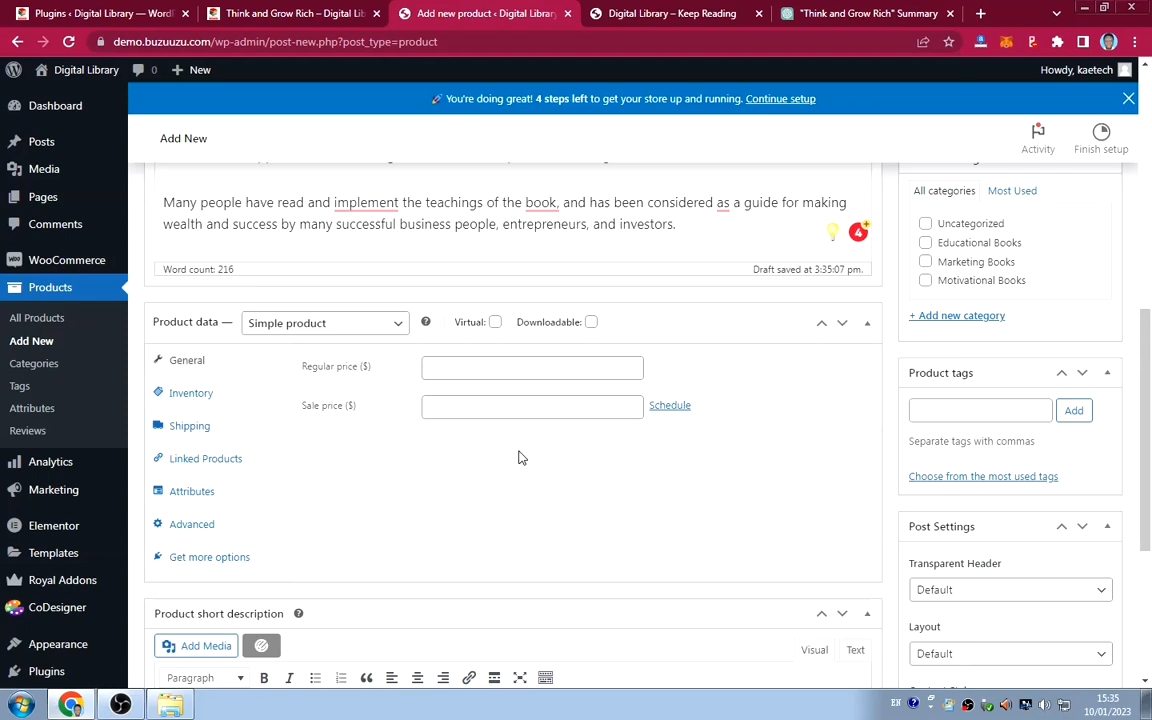 Plugins ‹ Digital Library — Word
Think and Grow Rich – Digital Lib
Add new product ‹ Digital Library
Digital Library – Keep Reading
"Think and Grow Rich" Summary
demo.buzuuzu.com/wp-admin/post-new.php?post_type=product
Digital Library
0
New
Howdy, kaetech
Dashboard
Posts
Media
Pages
Comments
WooCommerce
Products
All Products
Add New
Categories
Tags
Attributes
Reviews
Analytics
Marketing
Elementor
Templates
Royal Addons
CoDesigner
Appearance
Plugins
You're doing great! 4 steps left to get your store up and running. Continue setup
Add New
Activity
Finish setup
Many people have read and implement the teachings of the book, and has been considered as a guide for making
wealth and success by many successful business people, entrepreneurs, and investors.
4
Word count: 216
Draft saved at 3:35:07 pm.
Product data —
Simple product
Virtual:
Downloadable:
General
Inventory
Shipping
Linked Products
Attributes
Advanced
Get more options
Regular price ($)
Sale price ($)
Schedule
Product short description
Add Media
Visual
Text
Paragraph
B
I
All categories
Most Used
Uncategorized
Educational Books
Marketing Books
Motivational Books
+ Add new category
Product tags
Add
Separate tags with commas
Choose from the most used tags
Post Settings
Transparent Header
Default
Layout
Default
EN
15:35
10/01/2023